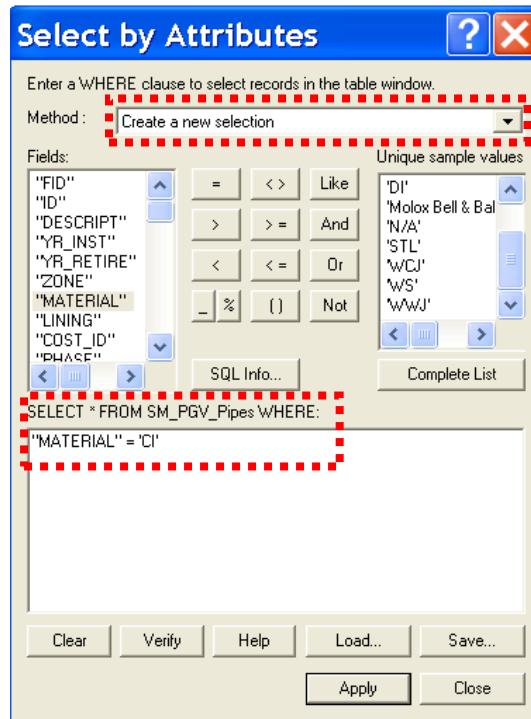 Select by Attributes
Enter a WHERE clause to select records in the table window.
Method : Create a new selection
Fields: Unique sample values
"FID"
"ID"
"DESCRIPT"
"YR_INST"
"YR_RETIRE"
"ZONE"
"MATERIAL"
"LINING"
"COST_ID"
"PHASE"
= <> Like
> >= And
< <= Or
_ % () Not
SQL Info...
'DI'
'Molox Bell & Bal
'N/A'
'STL'
'WCJ'
'WS'
'WWJ'
Complete List
SELECT * FROM SM_PGV_Pipes WHERE:
"MATERIAL" = 'CI'
Clear Verify Help Load... Save...
Apply Close